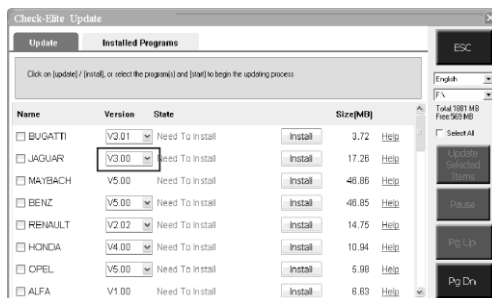 Check-Elite Update
Update Installed Programs
Click on [update] / [install], or select the program(s) and [start] to begin the updating process
Name Version State Size(MB)
BUGATTI V3.01 Need To Install Install 3.72 Help
JAGUAR V3.00 Need To Install Install 17.26 Help
MAYBACH V5.00 Need To Install Install 46.86 Help
BENZ V5.00 Need To Install Install 46.85 Help
RENAULT V2.02 Need To Install Install 14.75 Help
HONDA V4.00 Need To Install Install 10.94 Help
OPEL V5.00 Need To Install Install 5.98 Help
ALFA V1.00 Need To Install Install 6.63 Help
ESC
English
F:\
Total:1881 MB
Free:563 MB
Select All
Update
Selected
Items
Pause
Pg Up
Pg Dn